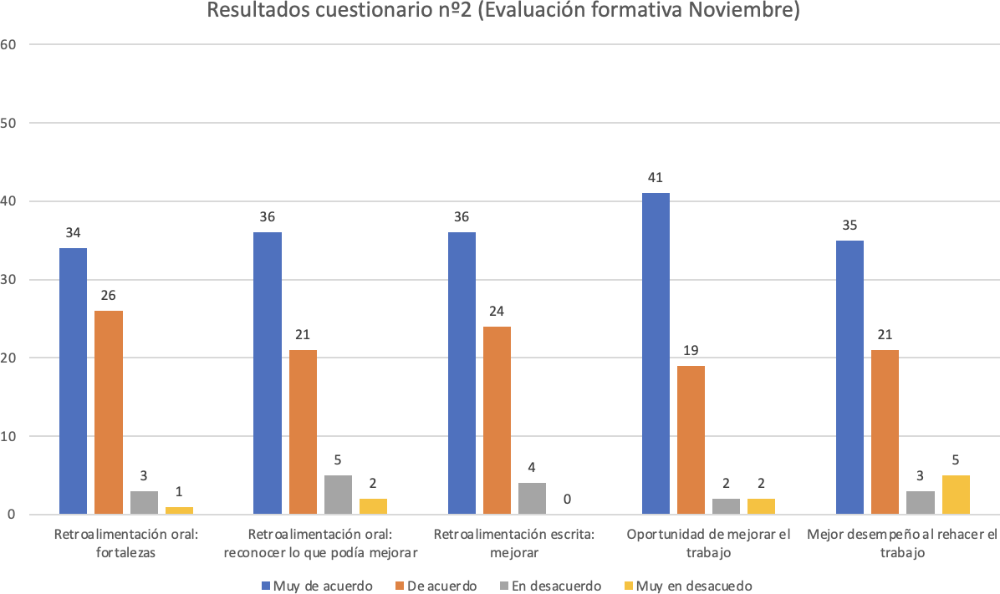 Resultados cuestionario nº2 (Evaluación formativa Noviembre)
60
50
40
30
20
10
0
34
26
3
1
36
21
5
2
36
24
4
0
41
19
2
2
35
21
3
5
Retroalimentación oral:
fortalezas
Retroalimentación oral:
reconocer lo que podía mejorar
Retroalimentación escrita:
mejorar
Oportunidad de mejorar el
trabajo
Mejor desempeño al rehacer el
trabajo
Muy de acuerdo
De acuerdo
En desacuerdo
Muy en desacuedo